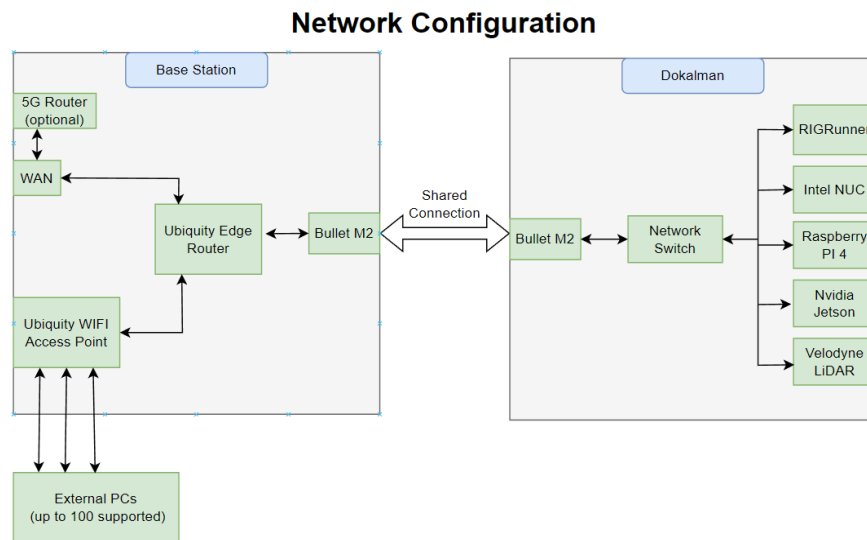 Network Configuration
Base Station
5G Router
(optional)
WAN
Ubiquity Edge
Router
Bullet M2
Ubiquity WIFI
Access Point
External PCs
(up to 100 supported)
Shared
Connection
Dokalman
Bullet M2
Network
Switch
RIGRunner
Intel NUC
Raspberry
PI 4
Nvidia
Jetson
Velodyne
LiDAR